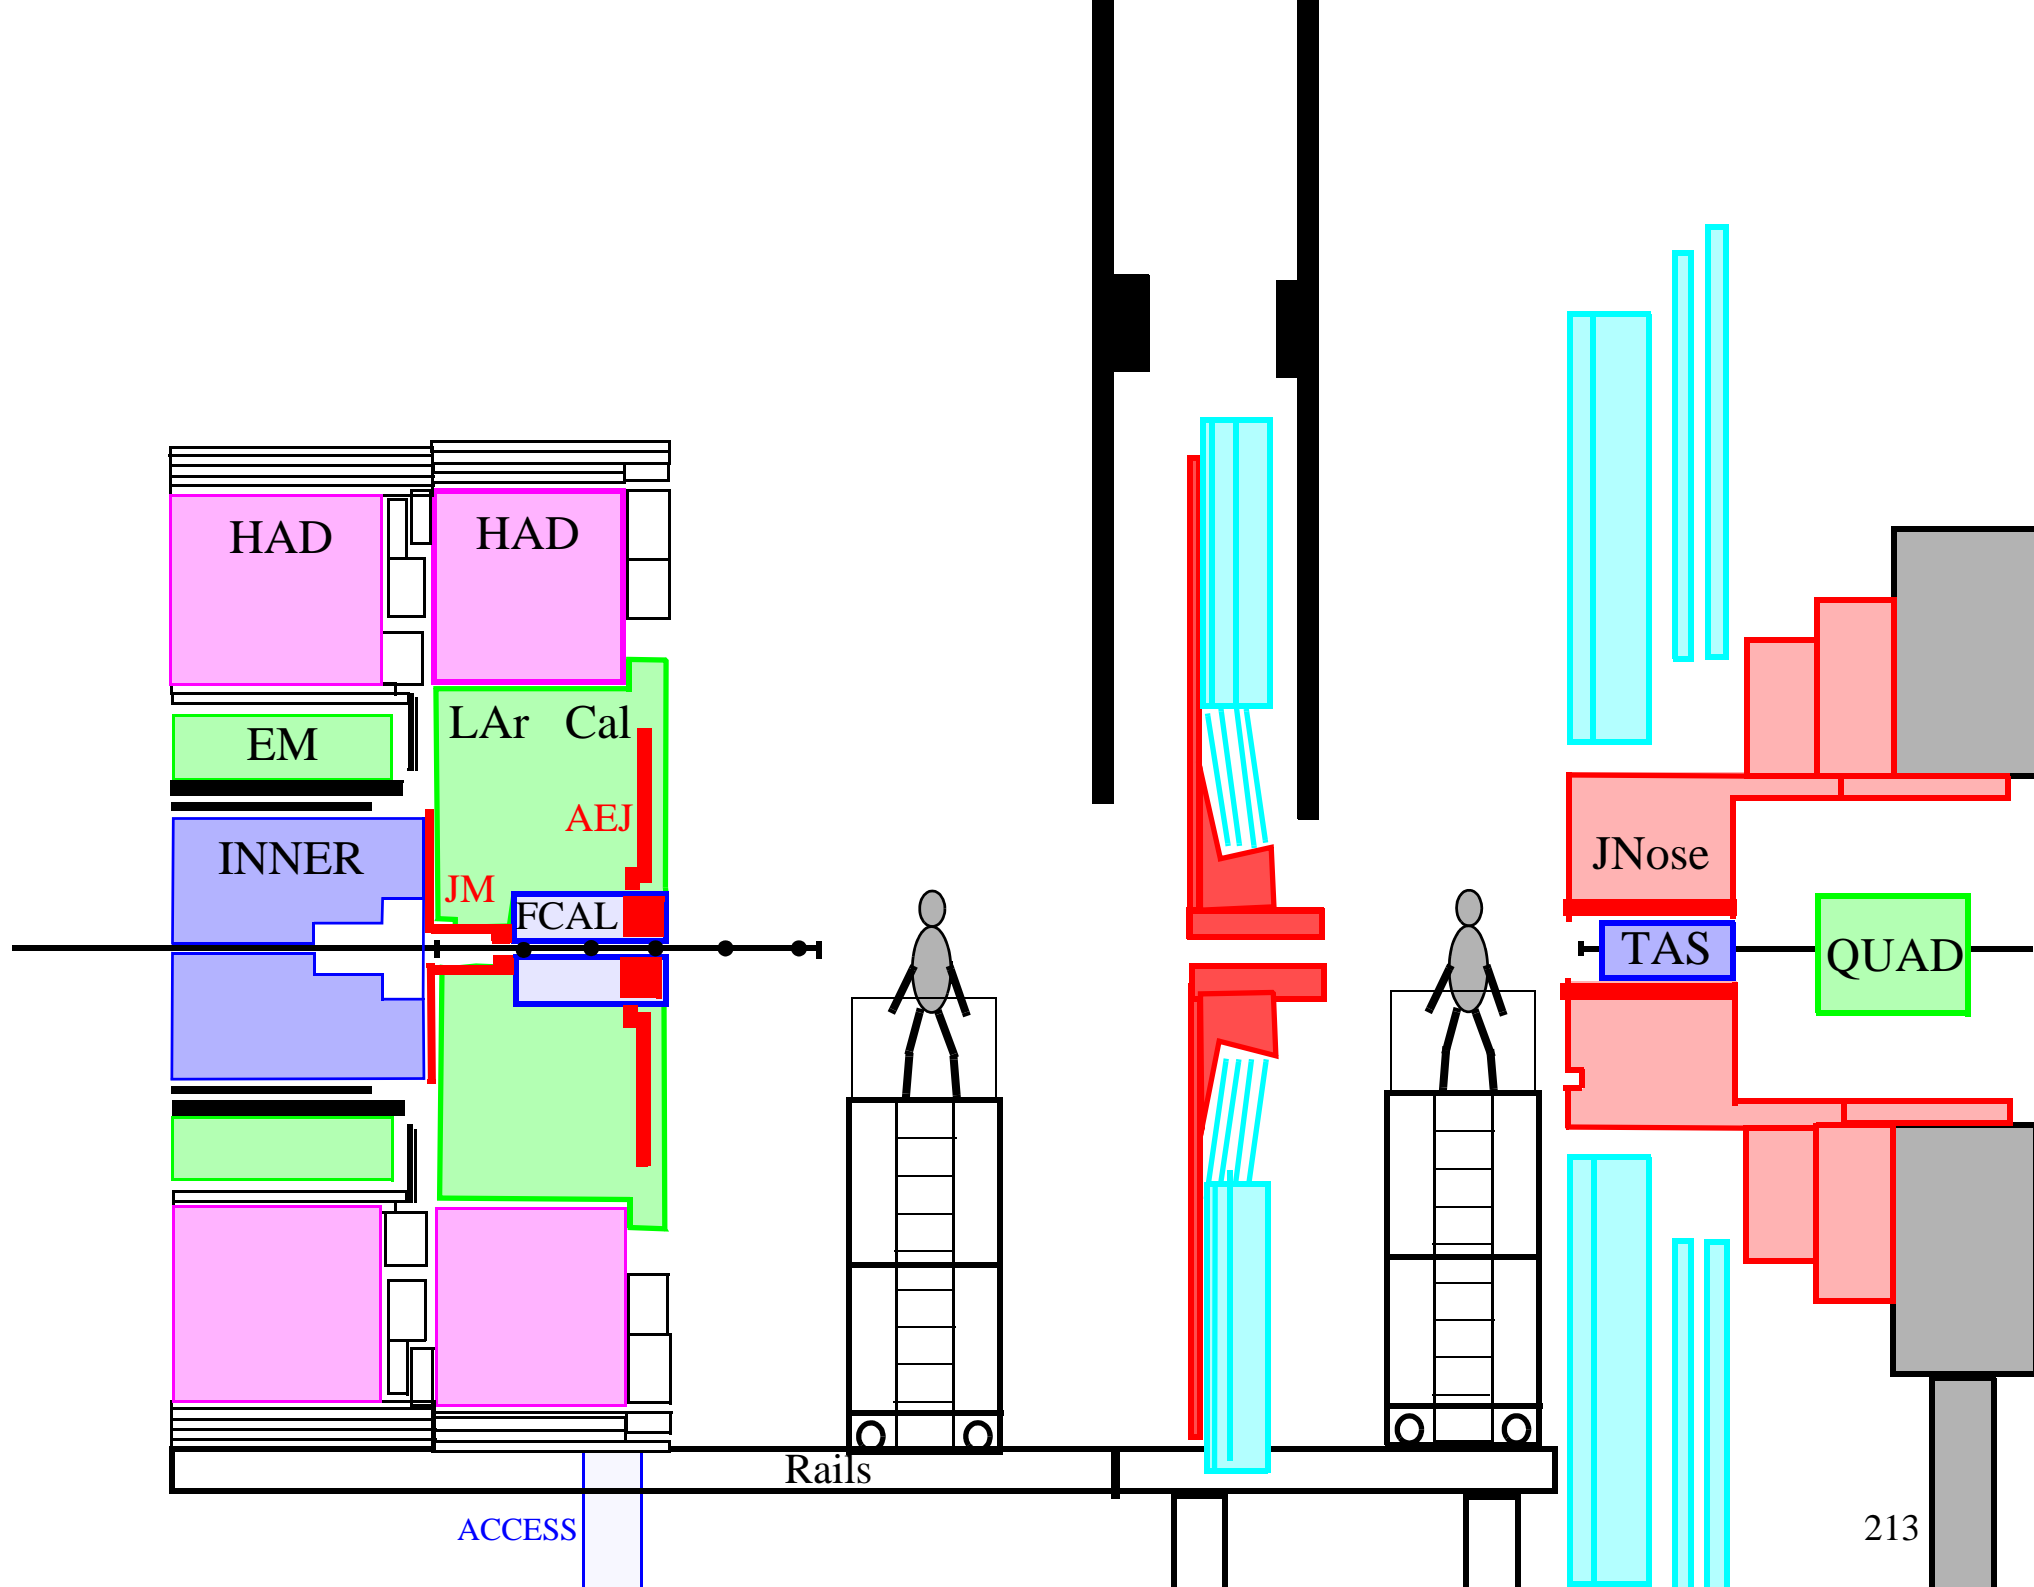 HAD
HAD
LAr Cal
EM
AEJ
INNER
JM
FCAL
JNose
TAS
QUAD
Rails
ACCESS
213